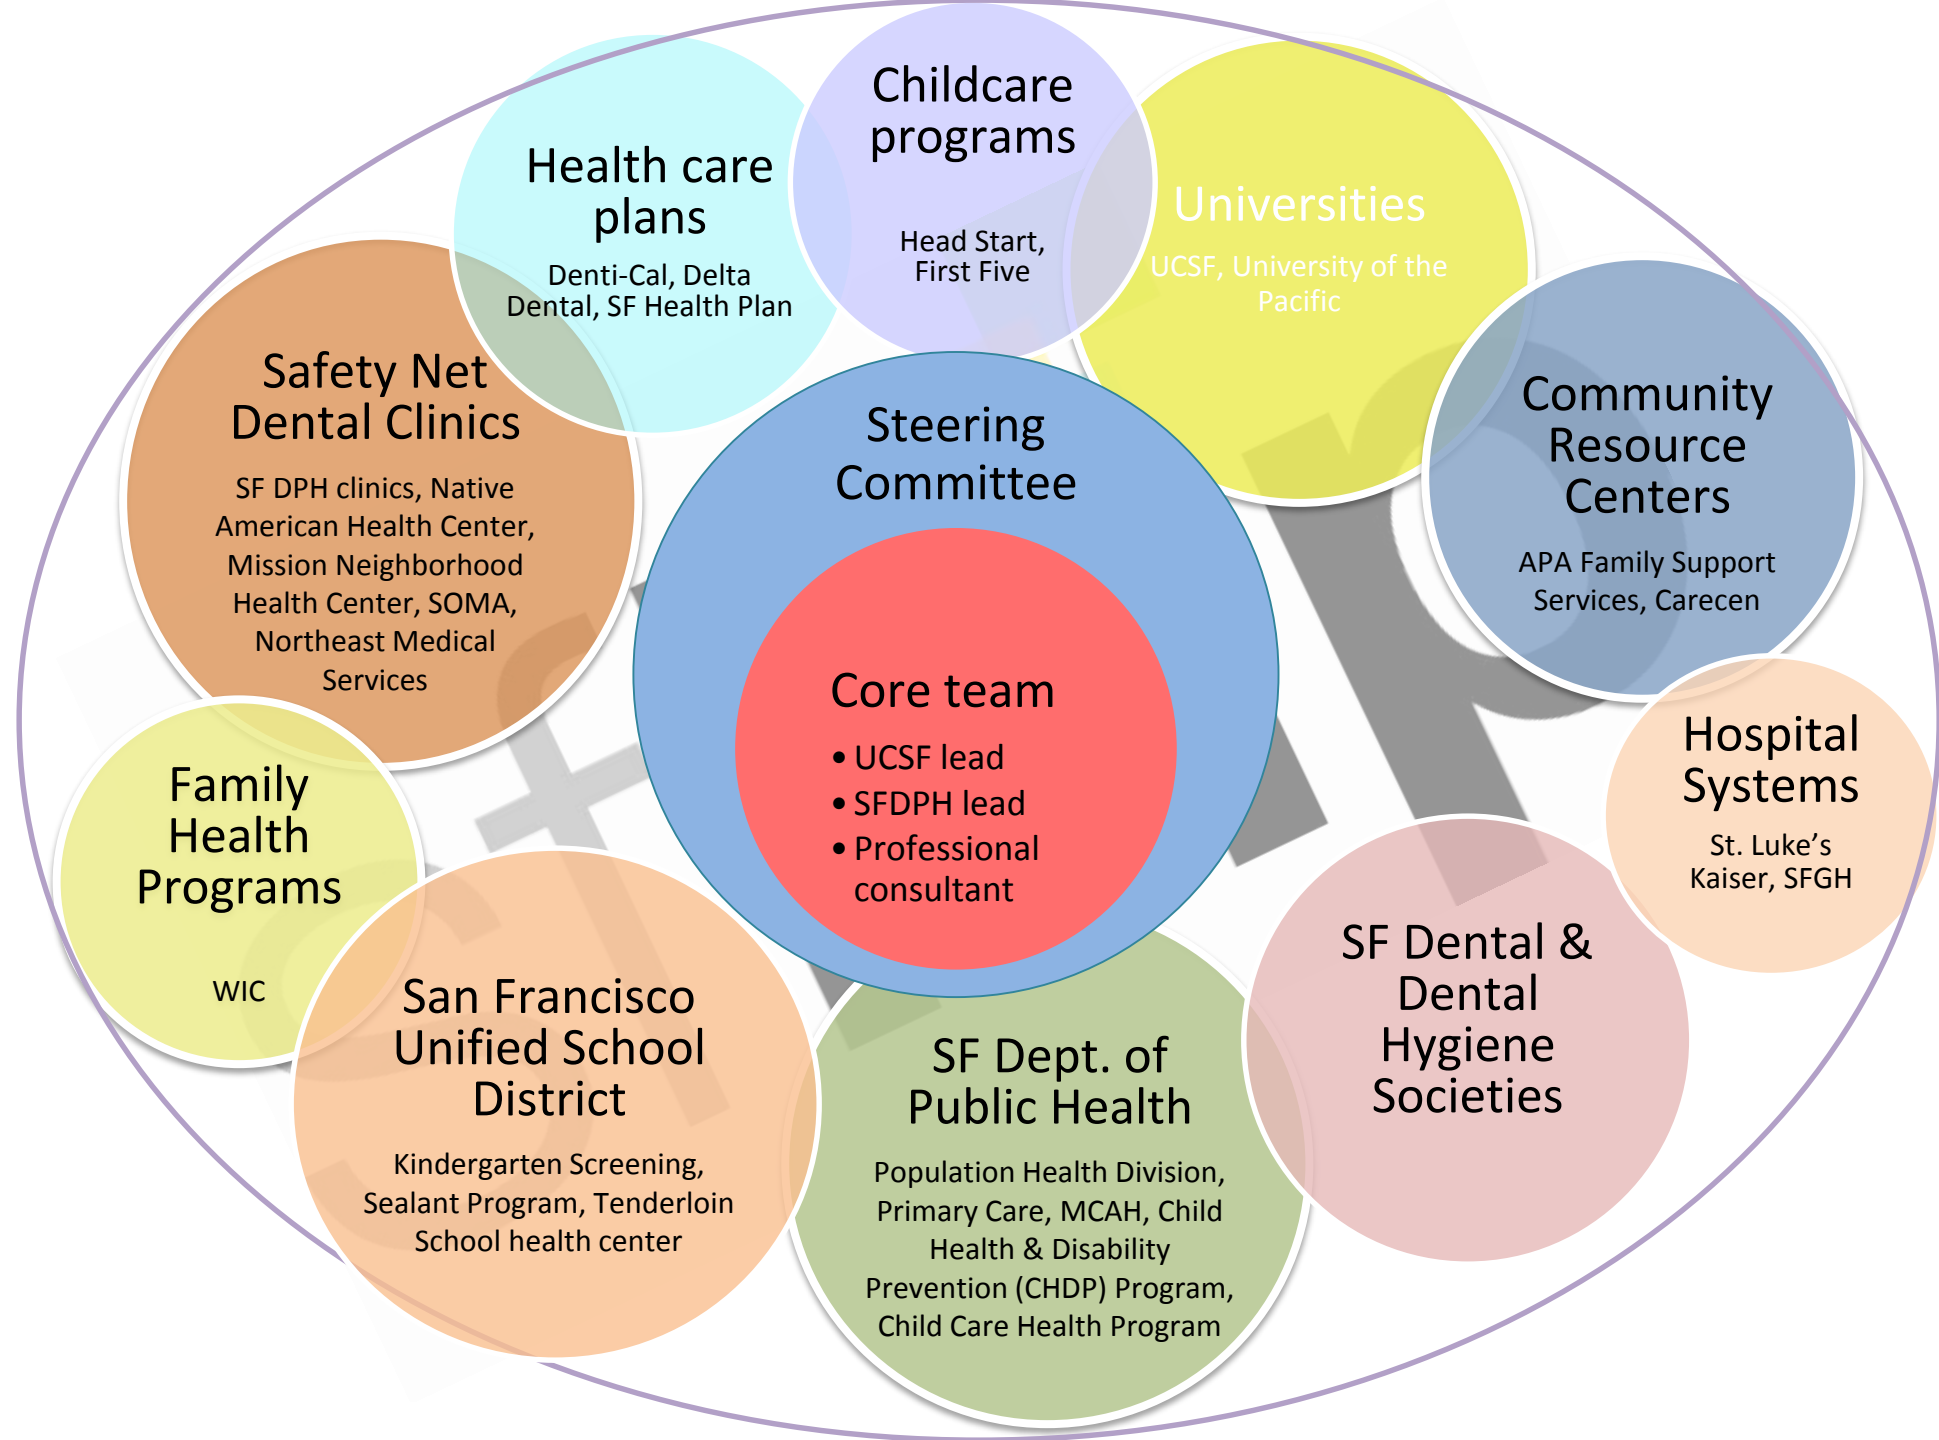 Childcare
programs
Head Start,
First Five
Health care
plans
Denti-Cal, Delta
Dental, SF Health Plan
Universities
UCSF, University of the
Pacific
Safety Net
Dental Clinics
SF DPH clinics, Native
American Health Center,
Mission Neighborhood
Health Center, SOMA,
Northeast Medical
Services
Steering
Committee
Community
Resource
Centers
APA Family Support
Services, Carecen
Core team
• UCSF lead
• SFDPH lead
• Professional
consultant
Hospital
Systems
St. Luke’s
Kaiser, SFGH
Family
Health
Programs
WIC
San Francisco
Unified School
District
Kindergarten Screening,
Sealant Program, Tenderloin
School health center
SF Dept. of
Public Health
Population Health Division,
Primary Care, MCAH, Child
Health & Disability
Prevention (CHDP) Program,
Child Care Health Program
SF Dental &
Dental
Hygiene
Societies